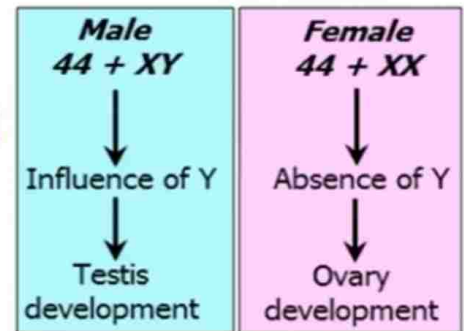 Male
44 + XY
Influence of Y
Testis
development
Female
44 + XX
Absence of Y
Ovary
development